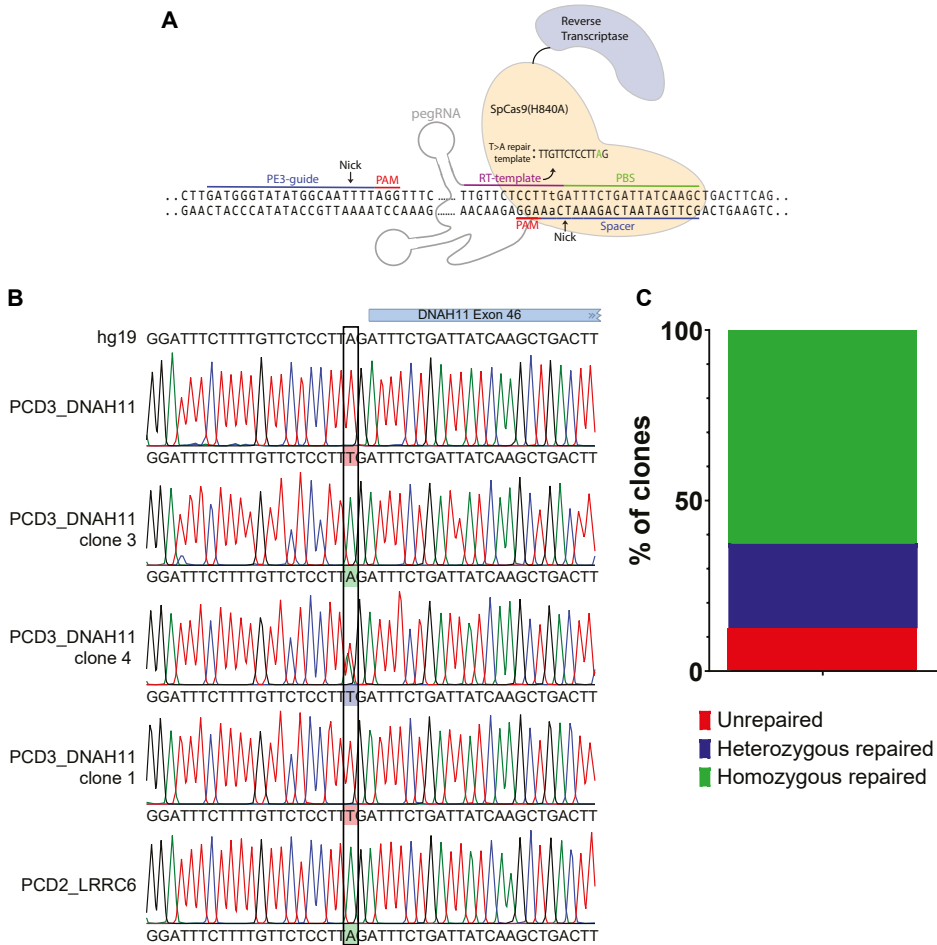 A
Reverse
Transcriptase
SpCas9(H840A)
pegRNA
T>A repair
template
TTGTTCTCCTTAG
Nick
PE3-guide
PAM
RT-template
PBS
..CTTGATGGGTATATGGCAATTTTAGGTTTC......TTGTTCTCCTTtGATTTCTGATTATCAAGCTGACTTCAG..
..GAACTACCCATATACCGTTAAAATCCAAAG......AACAAGAGGAAaCTAAAGACTAATAGTTCGACTGAAGTC..
PAM
Nick
Spacer
B
DNAH11 Exon 46
hg19
GGATTTCTTTTGTTCTCCTTAGATTTCTGATTATCAAGCTGACTT
PCD3_DNAH11
GGATTTCTTTTGTTCTCCTTTGATTTCTGATTATCAAGCTGACTT
PCD3_DNAH11
clone 3
GGATTTCTTTTGTTCTCCTTAGATTTCTGATTATCAAGCTGACTT
PCD3_DNAH11
clone 4
GGATTTCTTTTGTTCTCCTTTGATTTCTGATTATCAAGCTGACTT
PCD3_DNAH11
clone 1
GGATTTCTTTTGTTCTCCTTTGATTTCTGATTATCAAGCTGACTT
PCD2_LRRC6
GGATTTCTTTTGTTCTCCTTAGATTTCTGATTATCAAGCTGACTT
C
% of clones
100
50
0
Unrepaired
Heterozygous repaired
Homozygous repaired